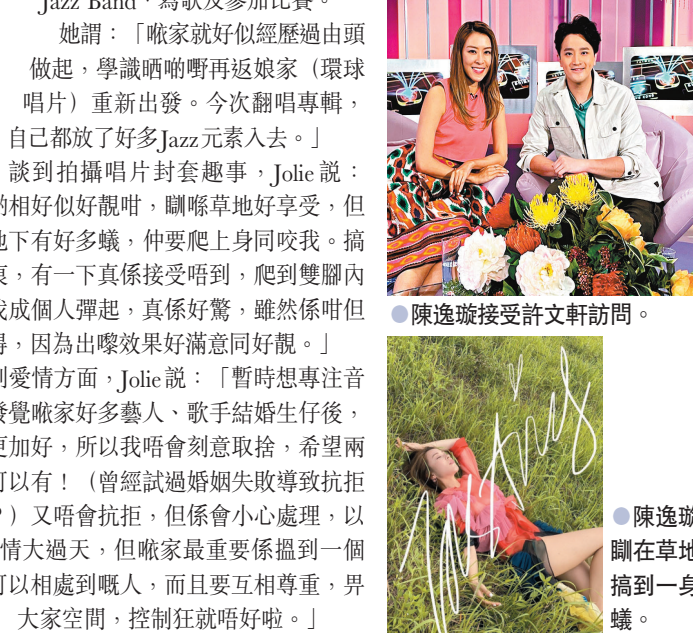 Jazz Band、為歌及參加比賽。
她謂：「㗎家就好似經歷過由頭
做起，學識晒啲嘢再返娘家（環球
唱片）重新出發。今次翻唱專輯，
自己都放了好多Jazz元素入去。」
談到拍攝唱片封套趣事，Jolie説：
相好似好靚咁，瞓喺草地好享受，但
地下有好多蟻，仲要爬上身同咬我。搞
，有一下真係接受唔到，爬到雙腳內
成個人彈起，真係好驚，雖然係咁但
，因為出嚟效果好滿意同好靚。」
愛情方面，Jolie説：「暫時想專注音
發覺㗎家好多藝人、歌手結婚生仔後，
更加好，所以我唔會刻意取捨，希望兩
可以有！（曾經試過婚姻失敗導致抗拒
？）又唔會抗拒，但係會小心處理，以
情大過天，但㗎家最重要係搵到一個
可以相處到嘅人，而且要互相尊重，畀
大家空間，控制狂就唔好啦。」
●陳逸璇接受許文軒訪問。
●陳逸璇
瞓在草地
搞到一身
蟻。